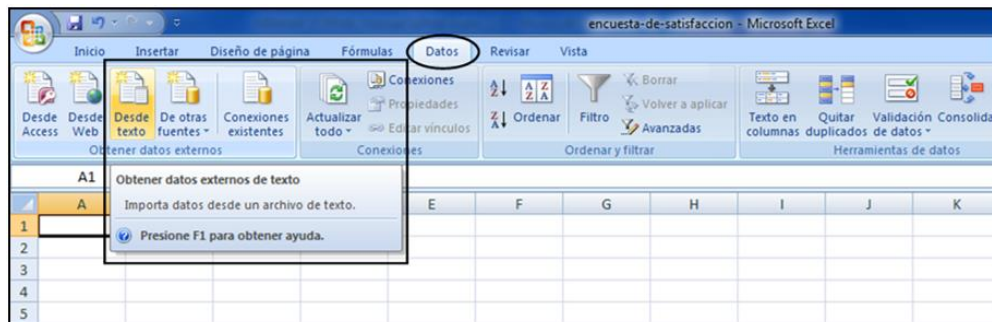 encuesta-de-satisfaccion - Microsoft Excel
Inicio Insertar Diseño de página Fórmulas Datos Revisar Vista
Desde Access
Desde Web
Desde texto
De otras fuentes
Conexiones existentes
Obtener datos externos
Actualizar todo
Conexiones
Propiedades
Editar vínculos
Conexiones
Ordenar
Filtro
Borrar
Volver a aplicar
Avanzadas
Ordenar y filtrar
Texto en columnas
Quitar duplicados
Validación de datos
Consolida
Herramientas de datos
A1
Obtener datos externos de texto
Importa datos desde un archivo de texto.
Presione F1 para obtener ayuda.
A E F G H I J K
1
2
3
4
5